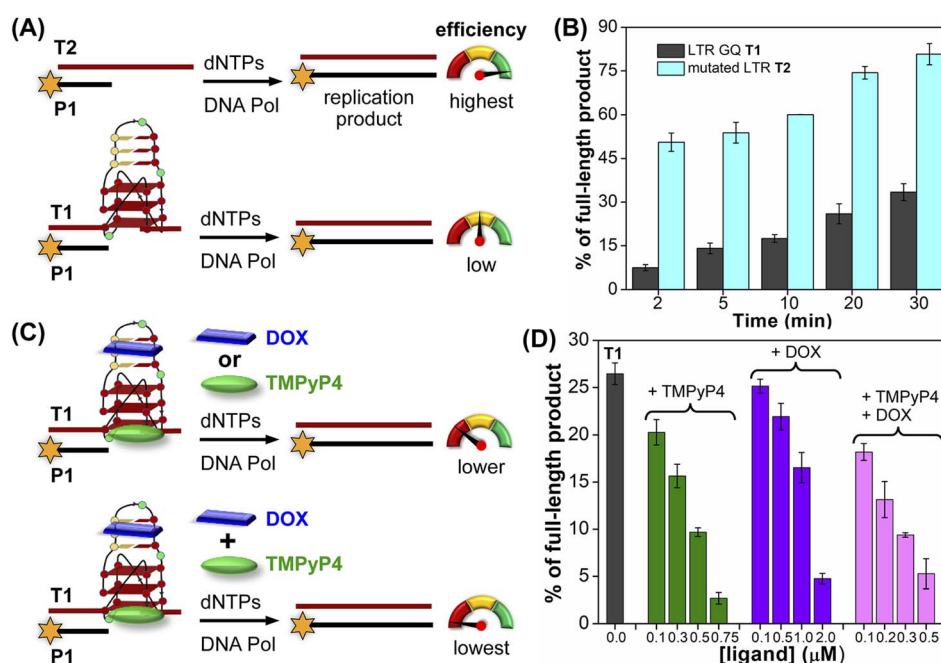 (A)
T2
dNTPs
efficiency
P1
DNA Pol
replication
product
highest
T1
dNTPs
P1
DNA Pol
low
(B)
LTR GQ T1
mutated LTR T2
% of full-length product
90
75
60
45
30
15
0
2 5 10 20 30
Time (min)
(C)
DOX
or
TMPyP4
T1
dNTPs
P1
DNA Pol
lower
DOX
+
TMPyP4
T1
dNTPs
P1
DNA Pol
lowest
(D)
T1
+ TMPyP4
+ DOX
+ TMPyP4
+ DOX
% of full-length product
30
25
20
15
10
5
0
0.0 0.1 0.3 0.5 0.75 0.1 0.5 1.0 2.0 0.1 0.20 0.3 0.5
[ligand] (μM)